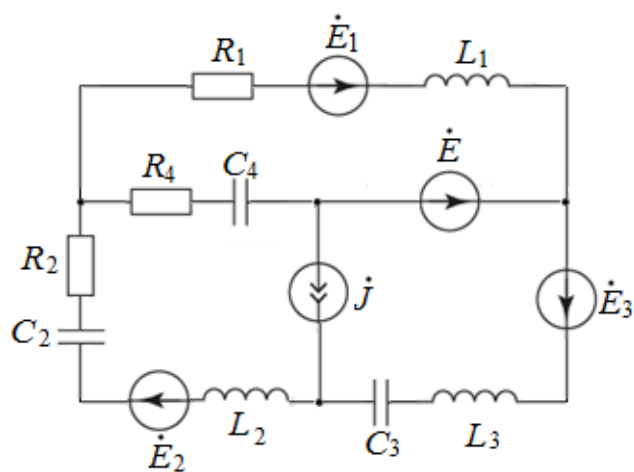 R₁ Ė₁ L₁
R₄ C₄ Ė
R₂ J̇ Ė₃
C₂
Ė₂ L₂ C₃ L₃